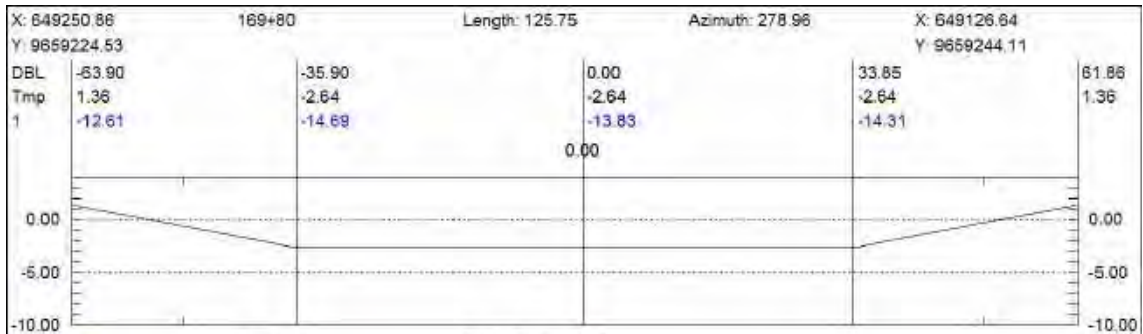 X: 649250.86 169+80 Length: 125.75 Azimuth: 278.96 X: 649126.64
Y: 9659224.53 Y: 9659244.11
DBL -63.90 -35.90 0.00 33.85 61.86
Tmp 1.36 -2.64 -2.64 -2.64 1.36
1 -12.61 -14.69 -13.83 -14.31
0.00
0.00 0.00
-5.00 -5.00
-10.00 -10.00